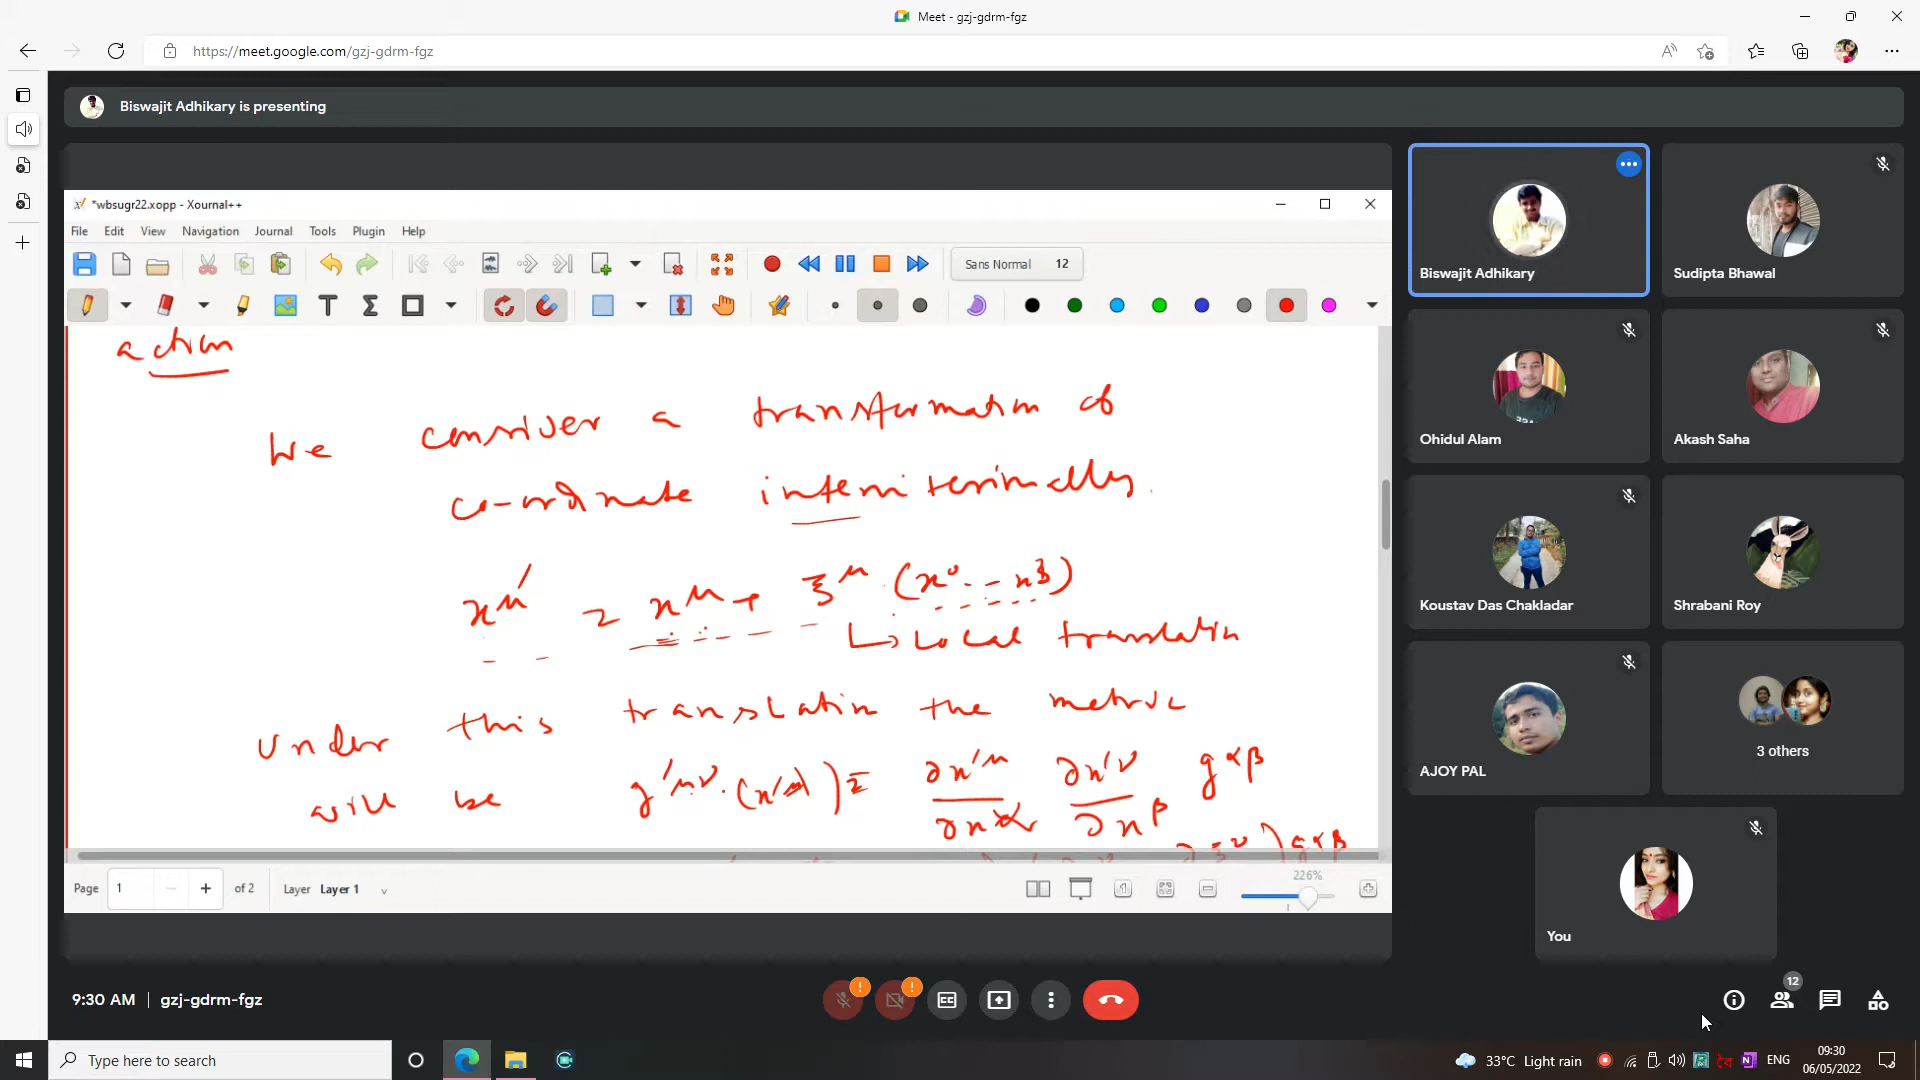 Meet - gzj-gdrm-fgz
https://meet.google.com/gzj-gdrm-fgz
Biswajit Adhikary is presenting
*wbsugr22.xopp - Xournal++
File Edit View Navigation Journal Tools Plugin Help
Sans Normal 12
action
We consider a transformation of
co-ordinate infinitesimally.
x^μ′ = x^μ + ξ^μ (x⁰ -- x³)
↳ Local translation
Under this translation the metric
will be g′^μν (x′) = ∂x′^μ/∂x^α ∂x′^ν/∂x^β g^αβ
Page 1 of 2 Layer Layer 1
226%
Biswajit Adhikary
Sudipta Bhawal
Ohidul Alam
Akash Saha
Koustav Das Chakladar
Shrabani Roy
AJOY PAL
3 others
You
9:30 AM gzj-gdrm-fgz
12
Type here to search
33°C Light rain
ENG
09:30
06/05/2022